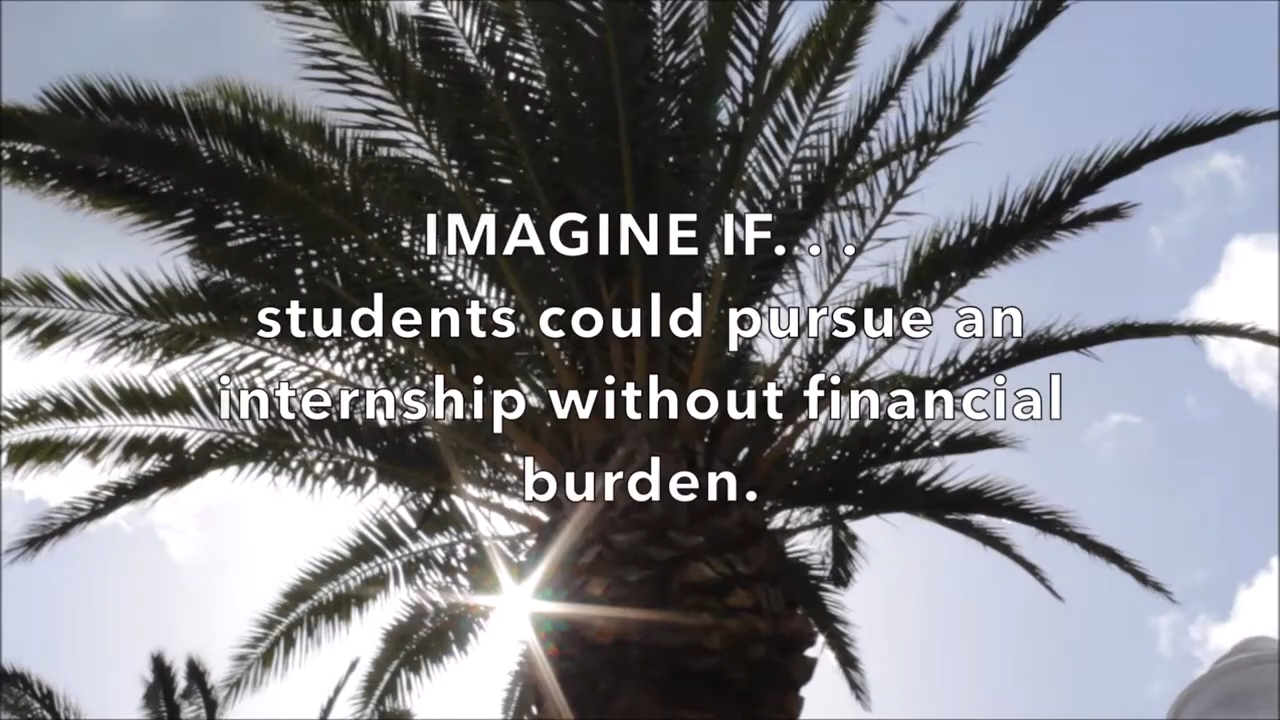 IMAGINE IF. . .
students could pursue an
internship without financial
burden.